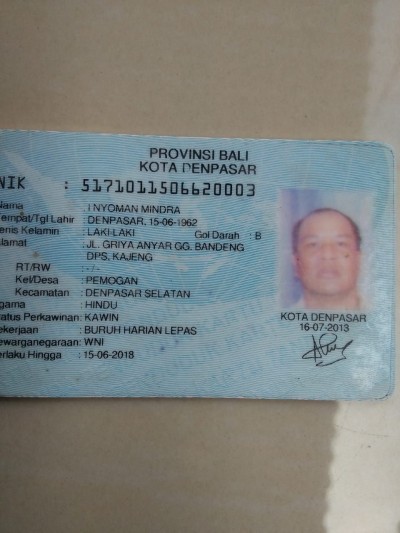 PROVINSI BALI
KOTA DENPASAR
NIK : 5171011506620003
Nama : I NYOMAN MINDRA
Tempat/Tgl Lahir : DENPASAR, 15-06-1962
Jenis Kelamin : LAKI-LAKI Gol Darah : B
Alamat : JL. GRIYA ANYAR GG. BANDENG
DPS. KAJENG
RT/RW : -/-
Kel/Desa : PEMOGAN
Kecamatan : DENPASAR SELATAN
Agama : HINDU
Status Perkawinan: KAWIN
Pekerjaan : BURUH HARIAN LEPAS
Kewarganegaraan: WNI
Berlaku Hingga : 15-06-2018
KOTA DENPASAR
16-07-2013